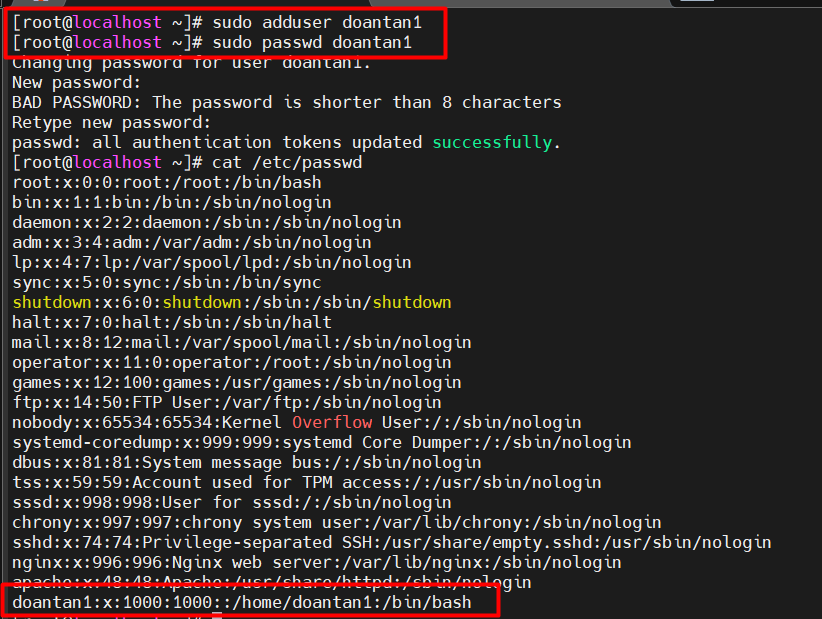 [root@localhost ~]# sudo adduser doantan1
[root@localhost ~]# sudo passwd doantan1
Changing password for user doantan1.
New password:
BAD PASSWORD: The password is shorter than 8 characters
Retype new password:
passwd: all authentication tokens updated successfully.
[root@localhost ~]# cat /etc/passwd
root:x:0:0:root:/root:/bin/bash
bin:x:1:1:bin:/bin:/sbin/nologin
daemon:x:2:2:daemon:/sbin:/sbin/nologin
adm:x:3:4:adm:/var/adm:/sbin/nologin
lp:x:4:7:lp:/var/spool/lpd:/sbin/nologin
sync:x:5:0:sync:/sbin:/bin/sync
shutdown:x:6:0:shutdown:/sbin:/sbin/shutdown
halt:x:7:0:halt:/sbin:/sbin/halt
mail:x:8:12:mail:/var/spool/mail:/sbin/nologin
operator:x:11:0:operator:/root:/sbin/nologin
games:x:12:100:games:/usr/games:/sbin/nologin
ftp:x:14:50:FTP User:/var/ftp:/sbin/nologin
nobody:x:65534:65534:Kernel Overflow User:/:/sbin/nologin
systemd-coredump:x:999:999:systemd Core Dumper:/:/sbin/nologin
dbus:x:81:81:System message bus:/:/sbin/nologin
tss:x:59:59:Account used for TPM access:/:/usr/sbin/nologin
sssd:x:998:998:User for sssd:/:/sbin/nologin
chrony:x:997:997:chrony system user:/var/lib/chrony:/sbin/nologin
sshd:x:74:74:Privilege-separated SSH:/usr/share/empty.sshd:/usr/sbin/nologin
nginx:x:996:996:Nginx web server:/var/lib/nginx:/sbin/nologin
apache:x:48:48:Apache:/usr/share/httpd:/sbin/nologin
doantan1:x:1000:1000::/home/doantan1:/bin/bash